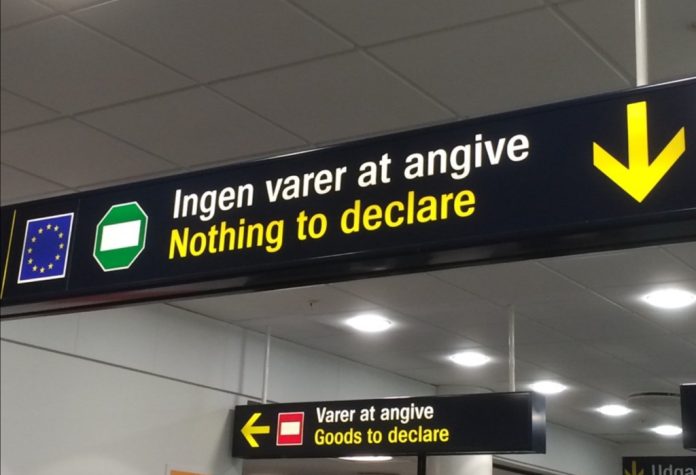 Ingen varer at angive
Nothing to declare
Varer at angive
Goods to declare